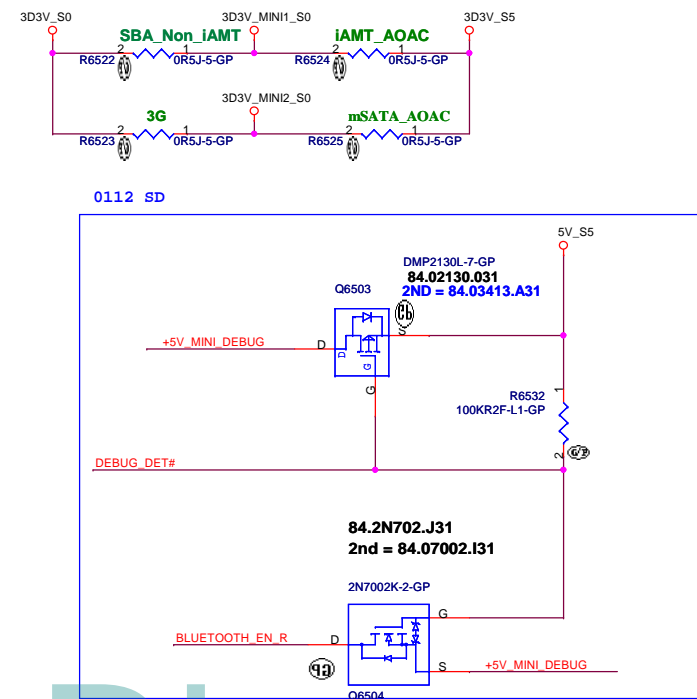 3D3V_S0
3D3V_MINI1_S0
3D3V_S5
SBA_Non_iAMT
iAMT_AOAC
2
1
2
1
R6522
0R5J-5-GP
R6524
0R5J-5-GP
3D3V_MINI2_S0
3G
mSATA_AOAC
2
1
2
1
R6523
0R5J-5-GP
R6525
0R5J-5-GP
0112 SD
5V_S5
DMP2130L-7-GP
84.02130.031
Q6503
2ND = 84.03413.A31
S
+5V_MINI_DEBUG
D
D
G
G
1
R6532
100KR2F-L1-GP
2
DEBUG_DET#
84.2N702.J31
2nd = 84.07002.I31
2N7002K-2-GP
G
BLUETOOTH_EN_R
D
S
+5V_MINI_DEBUG
Q6504